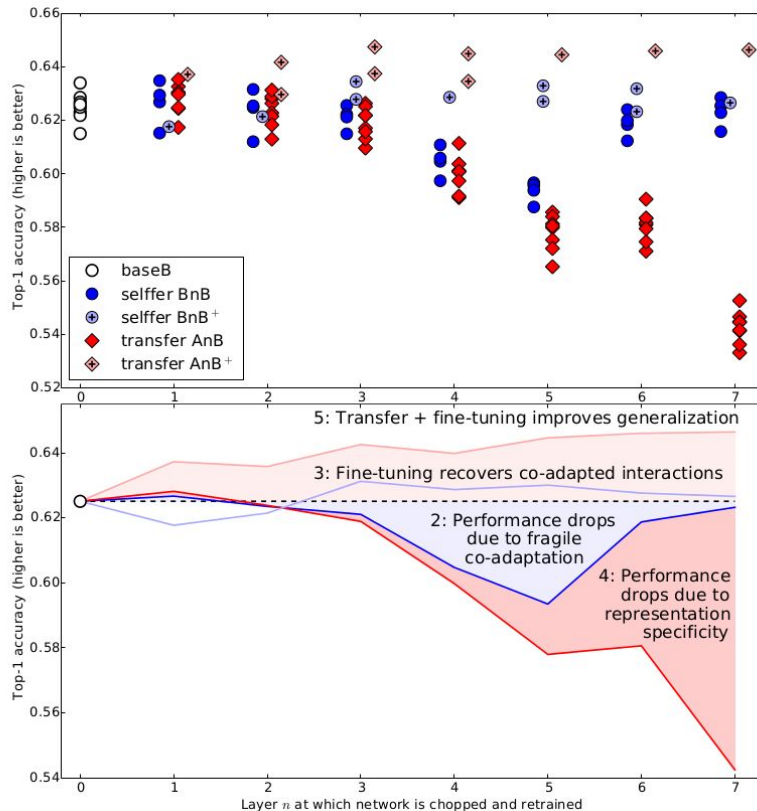 Top-1 accuracy (higher is better)
0.64
0.62
0.60
0.58
0.56
0.54
0.52
baseB
selffer BnB
selffer BnB+
transfer AnB
transfer AnB+
0 1 2 3 4 5 6 7
Top-1 accuracy (higher is better)
0.64
0.62
0.60
0.58
0.56
0.54
5: Transfer + fine-tuning improves generalization
3: Fine-tuning recovers co-adapted interactions
2: Performance drops
due to fragile
co-adaptation
4: Performance
drops due to
representation
specificity
0 1 2 3 4 5 6 7
Layer n at which network is chopped and retrained